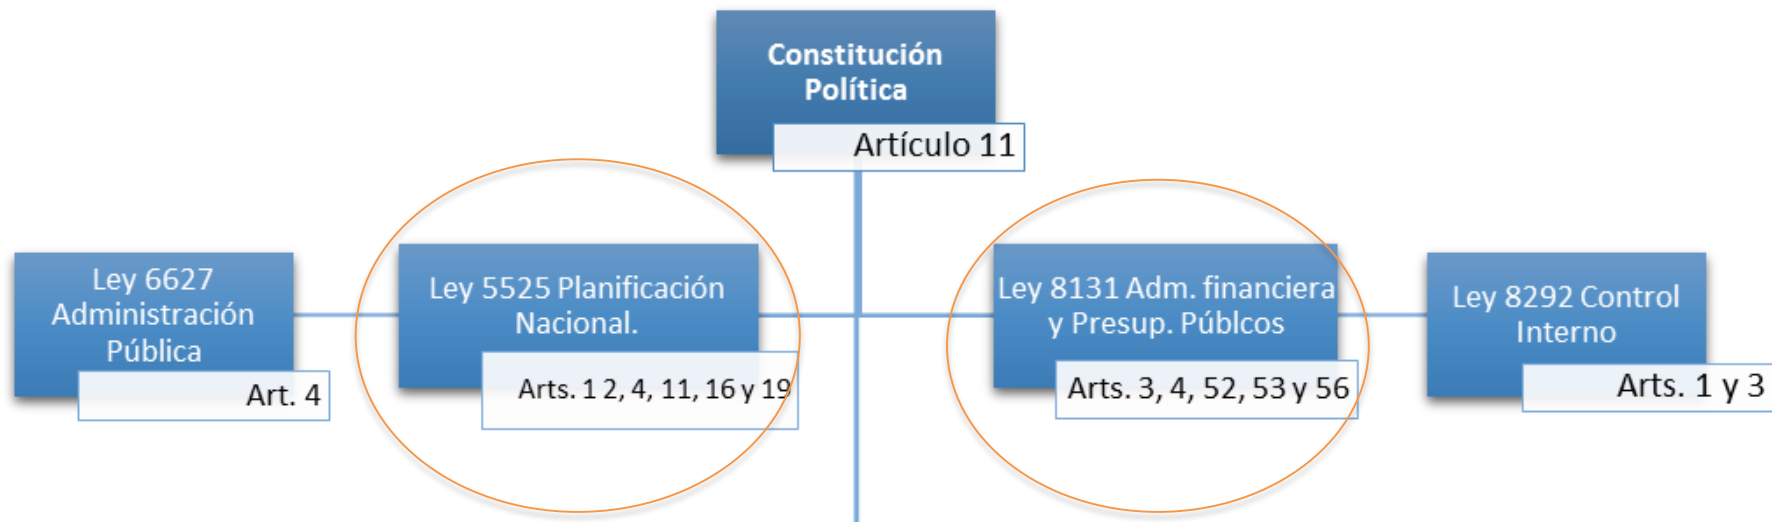 Constitución
Política
Artículo 11
Ley 6627
Administración
Pública
Art. 4
Ley 5525 Planificación
Nacional.
Arts. 1 2, 4, 11, 16 y 19
Ley 8131 Adm. financiera
y Presup. Públcos
Arts. 3, 4, 52, 53 y 56
Ley 8292 Control
Interno
Arts. 1 y 3